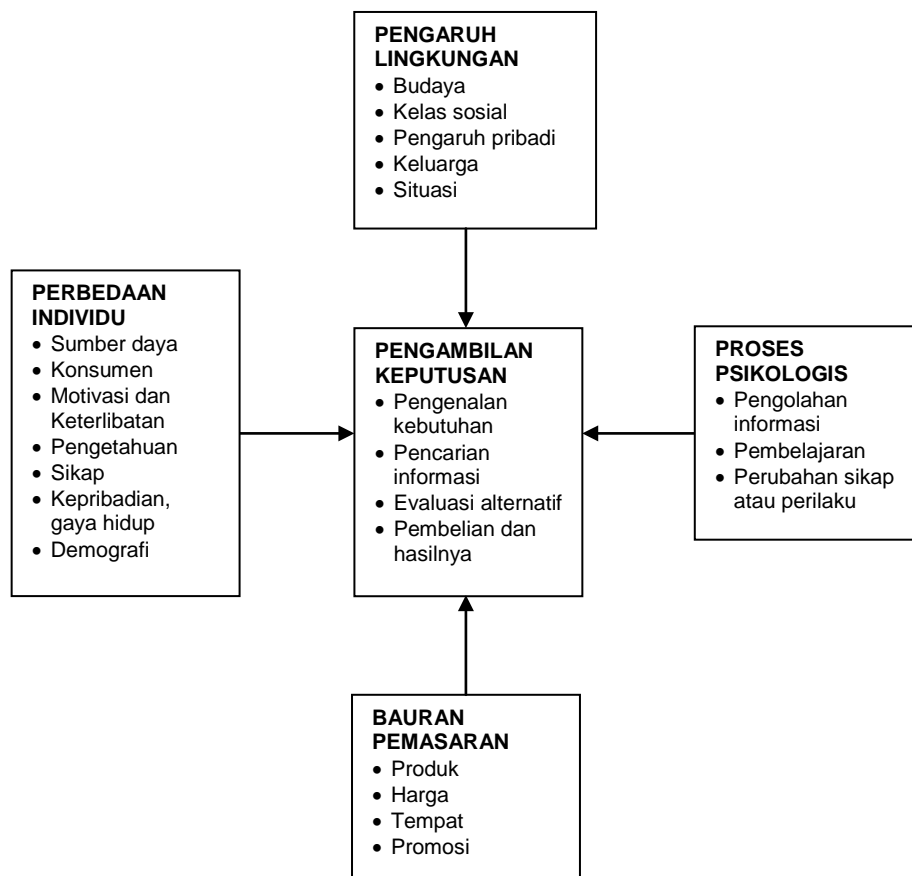 PENGARUH
LINGKUNGAN
• Budaya
• Kelas sosial
• Pengaruh pribadi
• Keluarga
• Situasi
PERBEDAAN
INDIVIDU
• Sumber daya
• Konsumen
• Motivasi dan
Keterlibatan
• Pengetahuan
• Sikap
• Kepribadian,
gaya hidup
• Demografi
PENGAMBILAN
KEPUTUSAN
• Pengenalan
kebutuhan
• Pencarian
informasi
• Evaluasi alternatif
• Pembelian dan
hasilnya
PROSES
PSIKOLOGIS
• Pengolahan
informasi
• Pembelajaran
• Perubahan sikap
atau perilaku
BAURAN
PEMASARAN
• Produk
• Harga
• Tempat
• Promosi